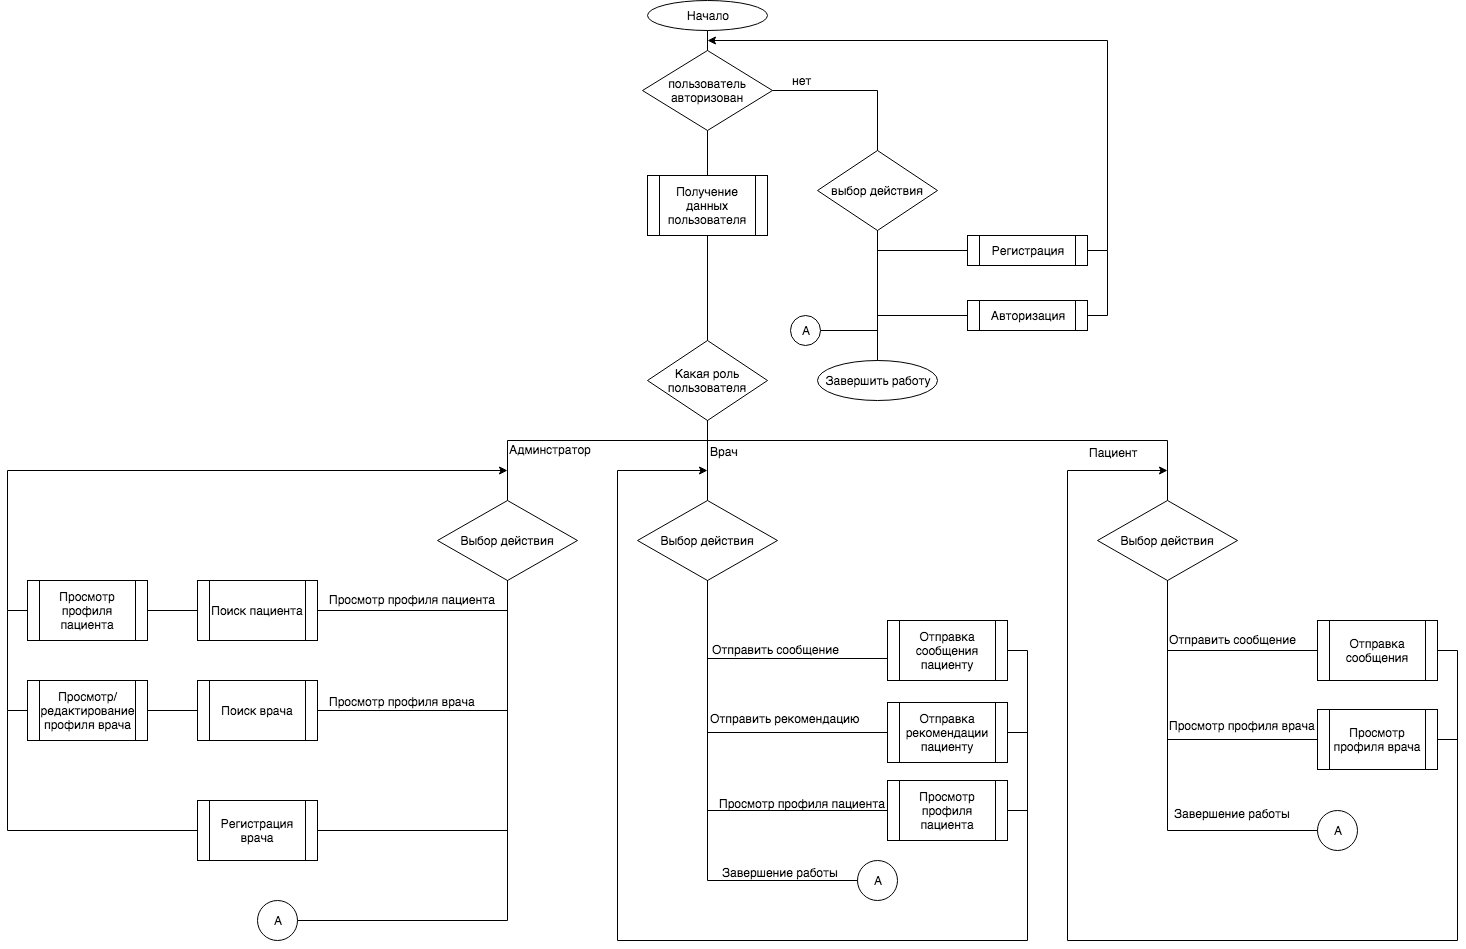 Начало
пользователь
авторизован
нет
Получение
данных
пользователя
выбор действия
Регистрация
Авторизация
А
Завершить работу
Какая роль
пользователя
Админстратор
Врач
Пациент
Выбор действия
Выбор действия
Выбор действия
Просмотр
профиля
пациента
Поиск пациента
Просмотр профиля пациента
Просмотр/
редактирование
профиля врача
Поиск врача
Просмотр профиля врача
Регистрация
врача
А
Отправить сообщение
Отправка
сообщения
пациенту
Отправить рекомендацию
Отправка
рекомендации
пациенту
Просмотр профиля пациента
Просмотр
профиля
пациента
Завершение работы
А
Отправить сообщение
Отправка
сообщения
Просмотр профиля врача
Просмотр
профиля врача
Завершение работы
А